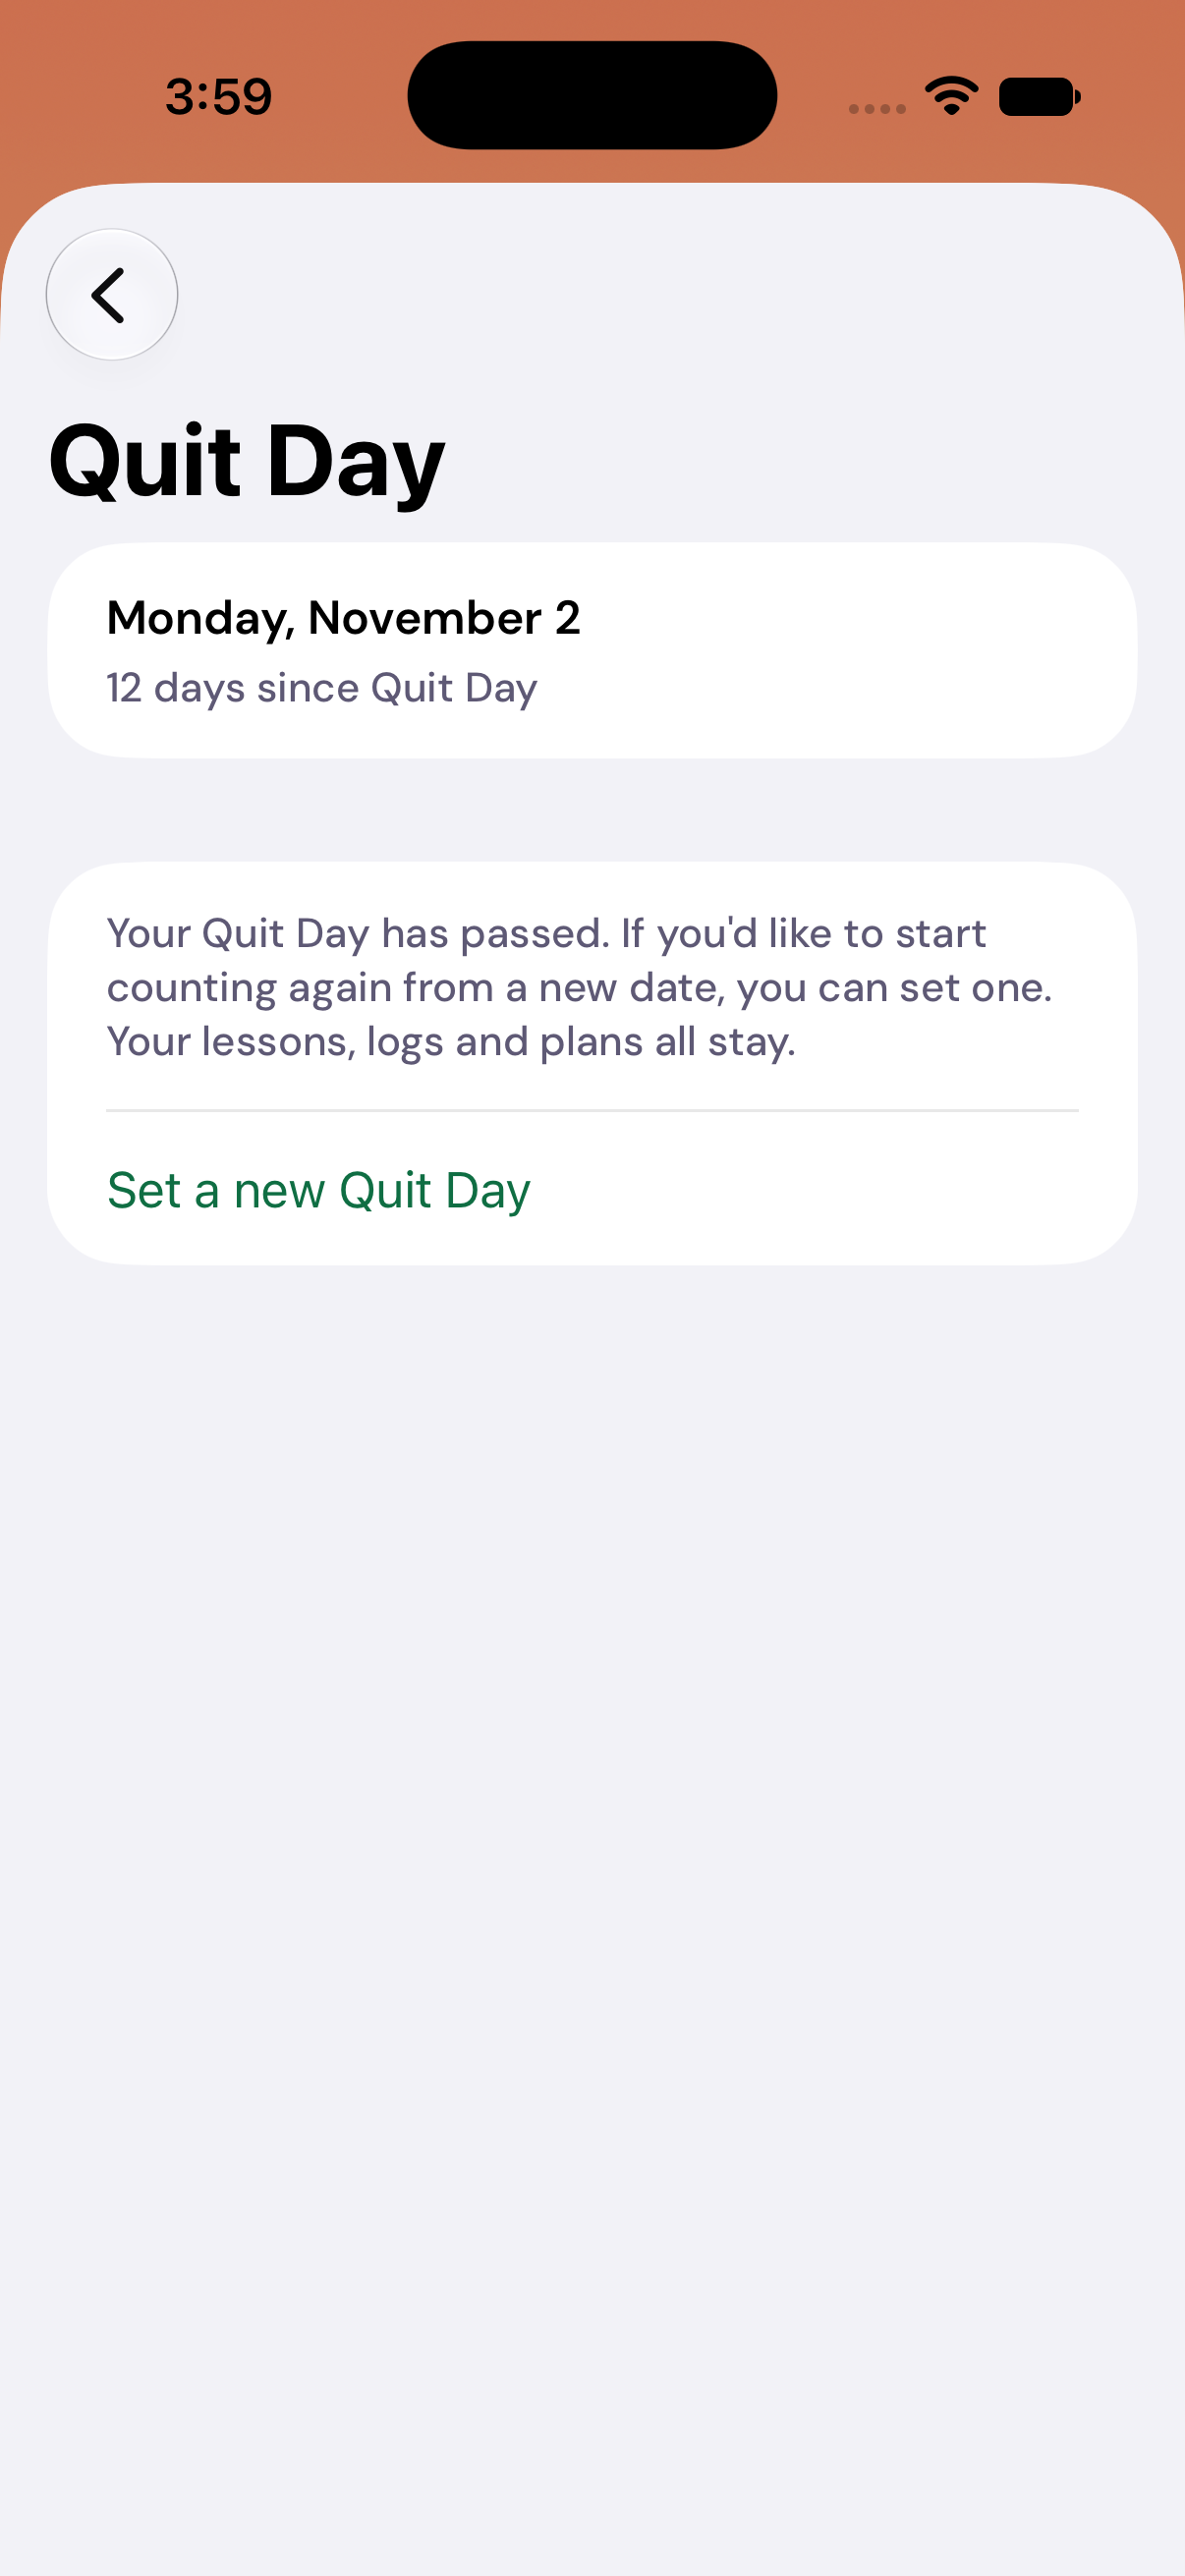 3:59
Quit Day
Monday, November 2
12 days since Quit Day
Your Quit Day has passed. If you'd like to start
counting again from a new date, you can set one.
Your lessons, logs and plans all stay.
Set a new Quit Day